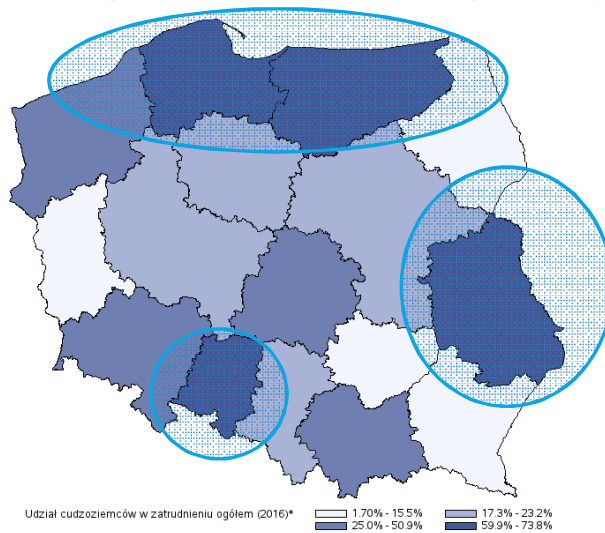 Udział cudzoziemców w zatrudnieniu ogółem (2016)* 1.70% - 15.5% 17.3% - 23.2%
25.0% - 50.9% 59.9% - 73.8%